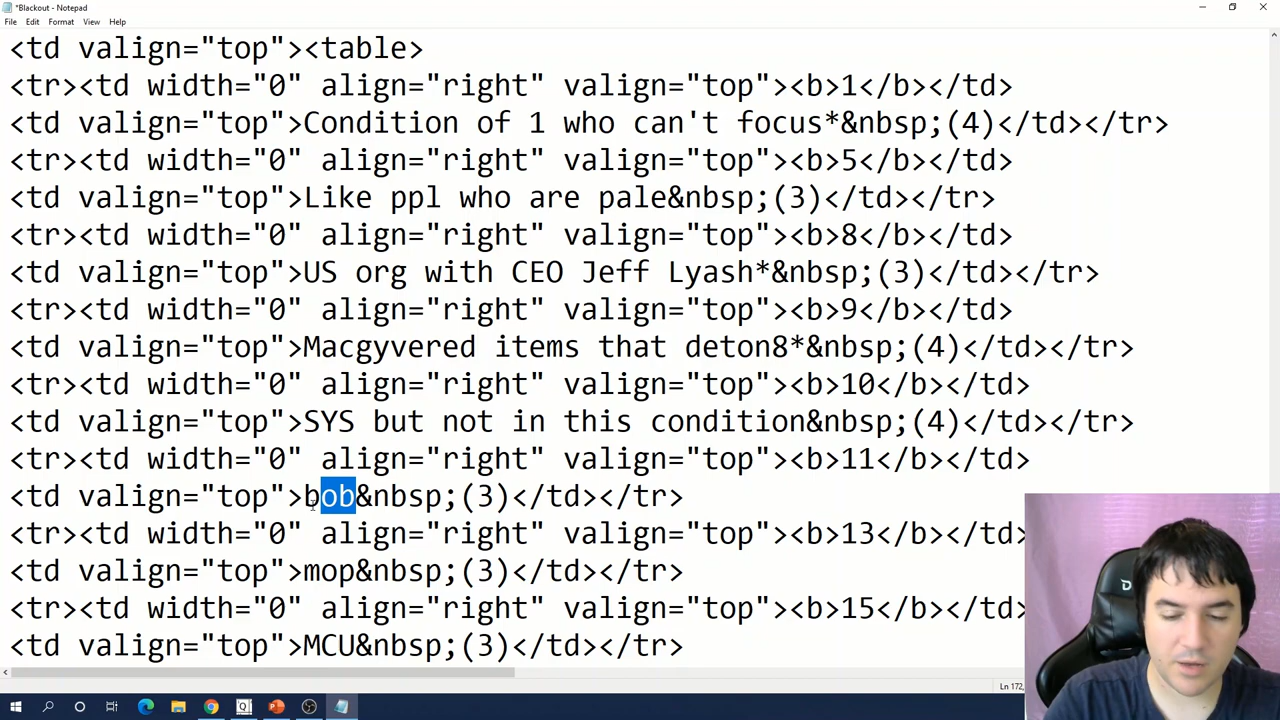 *Blackout - Notepad
File Edit Format View Help
<td valign="top"><table>
<tr><td width="0" align="right" valign="top"><b>1</b></td>
<td valign="top">Condition of 1 who can't focus*&nbsp;(4)</td></tr>
<tr><td width="0" align="right" valign="top"><b>5</b></td>
<td valign="top">Like ppl who are pale&nbsp;(3)</td></tr>
<tr><td width="0" align="right" valign="top"><b>8</b></td>
<td valign="top">US org with CEO Jeff Lyash*&nbsp;(3)</td></tr>
<tr><td width="0" align="right" valign="top"><b>9</b></td>
<td valign="top">Macgyvered items that deton8*&nbsp;(4)</td></tr>
<tr><td width="0" align="right" valign="top"><b>10</b></td>
<td valign="top">SYS but not in this condition&nbsp;(4)</td></tr>
<tr><td width="0" align="right" valign="top"><b>11</b></td>
<td valign="top">bob&nbsp;(3)</td></tr>
<tr><td width="0" align="right" valign="top"><b>13</b></td>
<td valign="top">mop&nbsp;(3)</td></tr>
<tr><td width="0" align="right" valign="top"><b>15</b></td>
<td valign="top">MCU&nbsp;(3)</td></tr>
Ln 172,